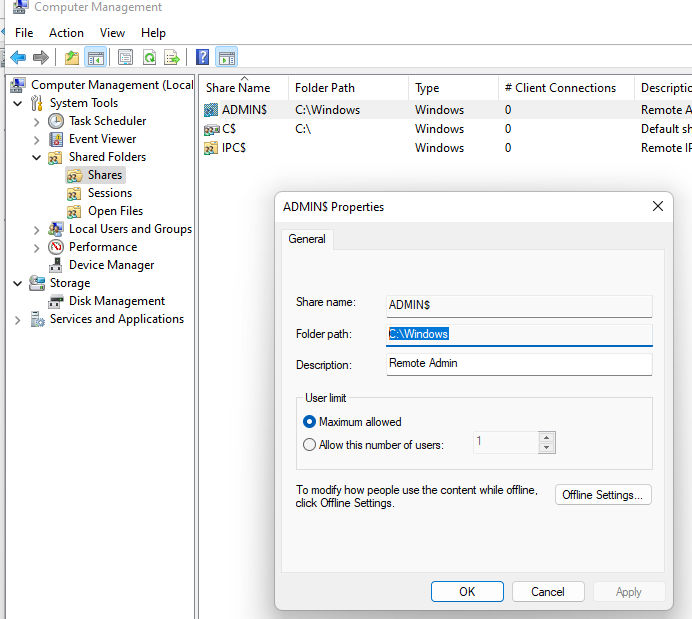 Computer Management
File Action View Help
Computer Management (Local
System Tools
Task Scheduler
Event Viewer
Shared Folders
Shares
Sessions
Open Files
Local Users and Groups
Performance
Device Manager
Storage
Disk Management
Services and Applications
Share Name Folder Path Type # Client Connections Descriptio
ADMIN$ C:\Windows Windows 0 Remote A
C$ C:\ Windows 0 Default sh
IPC$ Windows 0 Remote IP
ADMIN$ Properties
General
Share name: ADMIN$
Folder path: C:\Windows
Description: Remote Admin
User limit
Maximum allowed
Allow this number of users: 1
To modify how people use the content while offline,
click Offline Settings.
Offline Settings...
OK Cancel Apply